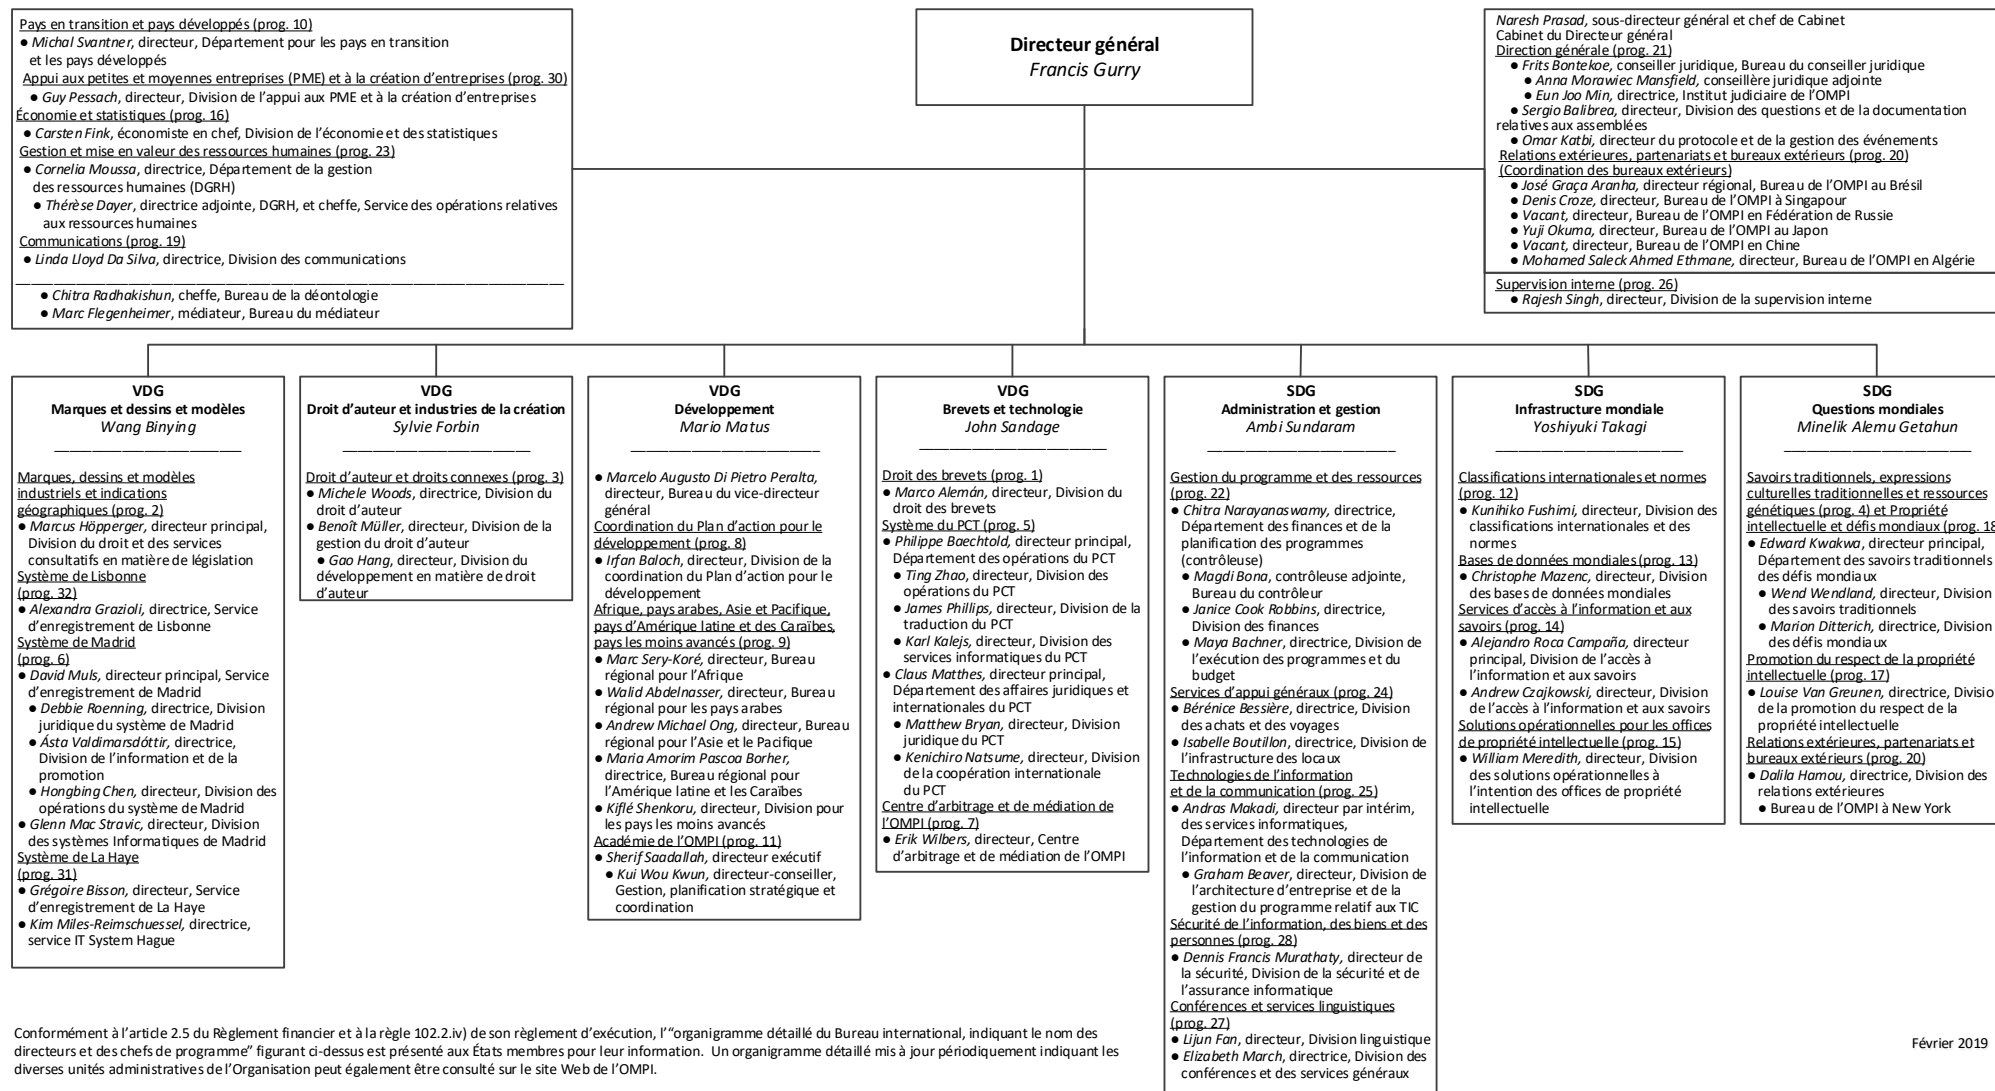 Pays en transition et pays développés (prog. 10)
● Michal Svantner, directeur, Département pour les pays en transition
et les pays développés
Appui aux petites et moyennes entreprises (PME) et à la création d’entreprises (prog. 30)
● Guy Pessach, directeur, Division de l’appui aux PME et à la création d’entreprises
Économie et statistiques (prog. 16)
● Carsten Fink, économiste en chef, Division de l’économie et des statistiques
Gestion et mise en valeur des ressources humaines (prog. 23)
● Cornelia Moussa, directrice, Département de la gestion
des ressources humaines (DGRH)
● Thérèse Dayer, directrice adjointe, DGRH, et cheffe, Service des opérations relatives
aux ressources humaines
Communications (prog. 19)
● Linda Lloyd Da Silva, directrice, Division des communications
● Chitra Radhakishun, cheffe, Bureau de la déontologie
● Marc Flegenheimer, médiateur, Bureau du médiateur
Directeur général
Francis Gurry
Naresh Prasad, sous-directeur général et chef de Cabinet
Cabinet du Directeur général
Direction générale (prog. 21)
● Frits Bontekoe, conseiller juridique, Bureau du conseiller juridique
● Anna Morawiec Mansfield, conseillère juridique adjointe
● Eun Joo Min, directrice, Institut judiciaire de l’OMPI
● Sergio Balibrea, directeur, Division des questions et de la documentation
relatives aux assemblées
● Omar Katbi, directeur du protocole et de la gestion des événements
Relations extérieures, partenariats et bureaux extérieurs (prog. 20)
(Coordination des bureaux extérieurs)
● José Graça Aranha, directeur régional, Bureau de l’OMPI au Brésil
● Denis Croze, directeur, Bureau de l’OMPI à Singapour
● Vacant, directeur, Bureau de l’OMPI en Fédération de Russie
● Yuji Okuma, directeur, Bureau de l’OMPI au Japon
● Vacant, directeur, Bureau de l’OMPI en Chine
● Mohamed Saleck Ahmed Ethmane, directeur, Bureau de l’OMPI en Algérie
Supervision interne (prog. 26)
● Rajesh Singh, directeur, Division de la supervision interne
VDG
Marques et dessins et modèles
Wang Binying
Marques, dessins et modèles
industriels et indications
géographiques (prog. 2)
● Marcus Höpperger, directeur principal,
Division du droit et des services
consultatifs en matière de législation
Système de Lisbonne
(prog. 32)
● Alexandra Grazioli, directrice, Service
d’enregistrement de Lisbonne
Système de Madrid
(prog. 6)
● David Muls, directeur principal, Service
d’enregistrement de Madrid
● Debbie Roenning, directrice, Division
juridique du système de Madrid
● Ásta Valdimarsdóttir, directrice,
Division de l’information et de la
promotion
● Hongbing Chen, directeur, Division des
opérations du système de Madrid
● Glenn Mac Stravic, directeur, Division
des systèmes Informatiques de Madrid
Système de La Haye
(prog. 31)
● Grégoire Bisson, directeur, Service
d’enregistrement de La Haye
● Kim Miles-Reimschuessel, directrice,
service IT System Hague
VDG
Droit d’auteur et industries de la création
Sylvie Forbin
Droit d’auteur et droits connexes (prog. 3)
● Michele Woods, directrice, Division du
droit d’auteur
● Benoît Müller, directeur, Division de la
gestion du droit d’auteur
● Gao Hang, directeur, Division du
développement en matière de droit
d’auteur
VDG
Développement
Mario Matus
● Marcelo Augusto Di Pietro Peralta,
directeur, Bureau du vice-directeur
général
Coordination du Plan d’action pour le
développement (prog. 8)
● Irfan Baloch, directeur, Division de la
coordination du Plan d’action pour le
développement
Afrique, pays arabes, Asie et Pacifique,
pays d’Amérique latine et des Caraïbes,
pays les moins avancés (prog. 9)
● Marc Sery-Koré, directeur, Bureau
régional pour l’Afrique
● Walid Abdelnasser, directeur, Bureau
régional pour les pays arabes
● Andrew Michael Ong, directeur, Bureau
régional pour l’Asie et le Pacifique
● Maria Amorim Pascoa Borher,
directrice, Bureau régional pour
l’Amérique latine et les Caraïbes
● Kiflé Shenkoru, directeur, Division pour
les pays les moins avancés
Académie de l’OMPI (prog. 11)
● Sherif Saadallah, directeur exécutif
● Kui Wou Kwun, directeur-conseiller,
Gestion, planification stratégique et
coordination
VDG
Brevets et technologie
John Sandage
Droit des brevets (prog. 1)
● Marco Alemán, directeur, Division du
droit des brevets
Système du PCT (prog. 5)
● Philippe Baechtold, directeur principal,
Département des opérations du PCT
● Ting Zhao, directeur, Division des
opérations du PCT
● James Phillips, directeur, Division de la
traduction du PCT
● Karl Kalejs, directeur, Division des
services informatiques du PCT
● Claus Matthes, directeur principal,
Département des affaires juridiques et
internationales du PCT
● Matthew Bryan, directeur, Division
juridique du PCT
● Kenichiro Natsume, directeur, Division
de la coopération internationale
du PCT
Centre d’arbitrage et de médiation de
l’OMPI (prog. 7)
● Erik Wilbers, directeur, Centre
d’arbitrage et de médiation de l’OMPI
SDG
Administration et gestion
Ambi Sundaram
Gestion du programme et des ressources
(prog. 22)
● Chitra Narayanaswamy, directrice,
Département des finances et de la
planification des programmes
(contrôleuse)
● Magdi Bona, contrôleuse adjointe,
Bureau du contrôleur
● Janice Cook Robbins, directrice,
Division des finances
● Maya Bachner, directrice, Division de
l’exécution des programmes et du
budget
Services d’appui généraux (prog. 24)
● Bérénice Bessière, directrice, Division
des achats et des voyages
● Isabelle Boutillon, directrice, Division de
l’infrastructure des locaux
Technologies de l’information
et de la communication (prog. 25)
● Andras Makadi, directeur par intérim,
des services informatiques,
Département des technologies de
l’information et de la communication
● Graham Beaver, directeur, Division de
l’architecture d’entreprise et de la
gestion du programme relatif aux TIC
Sécurité de l’information, des biens et des
personnes (prog. 28)
● Dennis Francis Murathaty, directeur de
la sécurité, Division de la sécurité et de
l’assurance informatique
Conférences et services linguistiques
(prog. 27)
● Lijun Fan, directeur, Division linguistique
● Elizabeth March, directrice, Division des
conférences et des services généraux
SDG
Infrastructure mondiale
Yoshiyuki Takagi
Classifications internationales et normes
(prog. 12)
● Kunihiko Fushimi, directeur, Division des
classifications internationales et des
normes
Bases de données mondiales (prog. 13)
● Christophe Mazenc, directeur, Division
des bases de données mondiales
Services d’accès à l’information et aux
savoirs (prog. 14)
● Alejandro Roca Campaña, directeur
principal, Division de l’accès à
l’information et aux savoirs
● Andrew Czajkowski, directeur, Division
de l’accès à l’information et aux savoirs
Solutions opérationnelles pour les offices
de propriété intellectuelle (prog. 15)
● William Meredith, directeur, Division
des solutions opérationnelles à
l’intention des offices de propriété
intellectuelle
SDG
Questions mondiales
Minelik Alemu Getahun
Savoirs traditionnels, expressions
culturelles traditionnelles et ressources
génétiques (prog. 4) et Propriété
intellectuelle et défis mondiaux (prog. 18
● Edward Kwakwa, directeur principal,
Département des savoirs traditionnels
des défis mondiaux
● Wend Wendland, directeur, Division
des savoirs traditionnels
● Marion Ditterich, directrice, Division
des défis mondiaux
Promotion du respect de la propriété
intellectuelle (prog. 17)
● Louise Van Greunen, directrice, Divisio
de la promotion du respect de la
propriété intellectuelle
Relations extérieures, partenariats et
bureaux extérieurs (prog. 20)
● Dalila Hamou, directrice, Division des
relations extérieures
● Bureau de l’OMPI à New York
Conformément à l’article 2.5 du Règlement financier et à la règle 102.2.iv) de son règlement d’exécution, l’“organigramme détaillé du Bureau international, indiquant le nom des
directeurs et des chefs de programme” figurant ci-dessus est présenté aux États membres pour leur information. Un organigramme détaillé mis à jour périodiquement indiquant les
diverses unités administratives de l’Organisation peut également être consulté sur le site Web de l’OMPI.
Février 2019